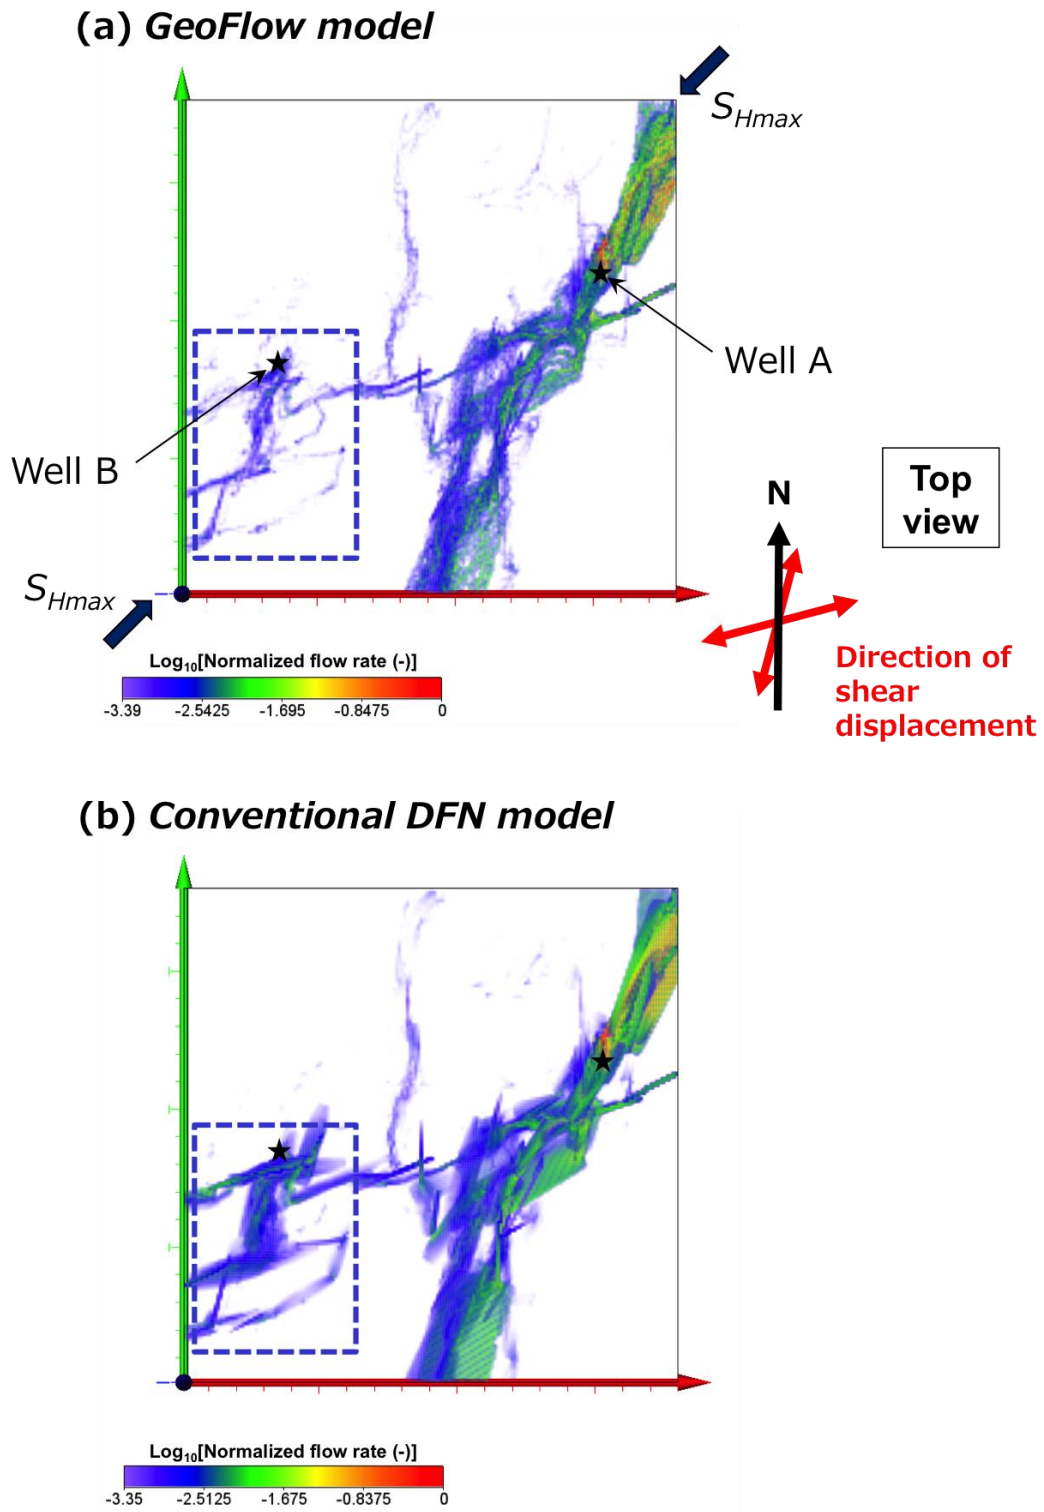 (a) GeoFlow model
S_Hmax
Well A
Well B
N
Top
view
S_Hmax
Direction of
shear
displacement
Log10[Normalized flow rate (-)]
-3.39 -2.5425 -1.695 -0.8475 0
(b) Conventional DFN model
Log10[Normalized flow rate (-)]
-3.35 -2.5125 -1.675 -0.8375 0